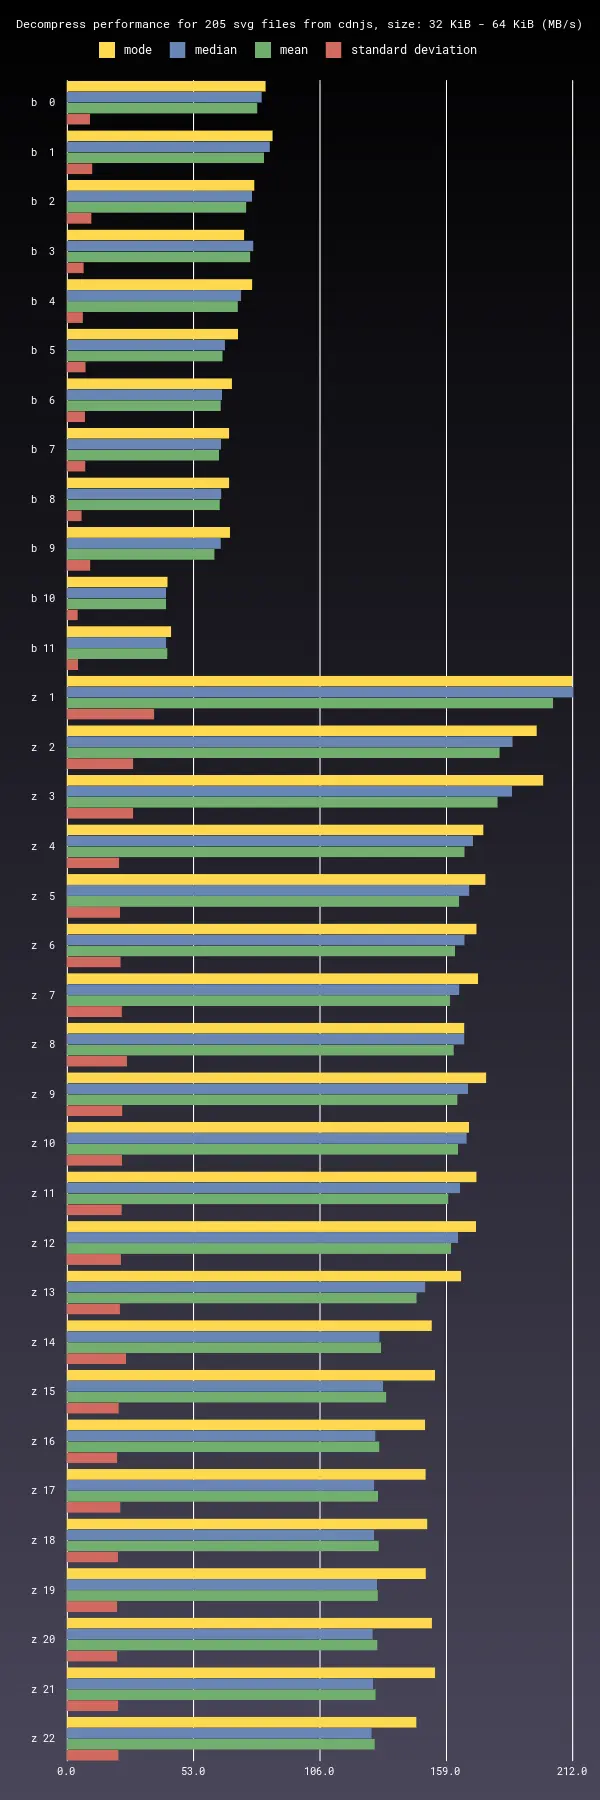 Decompress performance for 205 svg files from cdnjs, size: 32 KiB - 64 KiB (MB/s)
mode median mean standard deviation
b 0
b 1
b 2
b 3
b 4
b 5
b 6
b 7
b 8
b 9
b 10
b 11
z 1
z 2
z 3
z 4
z 5
z 6
z 7
z 8
z 9
z 10
z 11
z 12
z 13
z 14
z 15
z 16
z 17
z 18
z 19
z 20
z 21
z 22
0.0 53.0 106.0 159.0 212.0